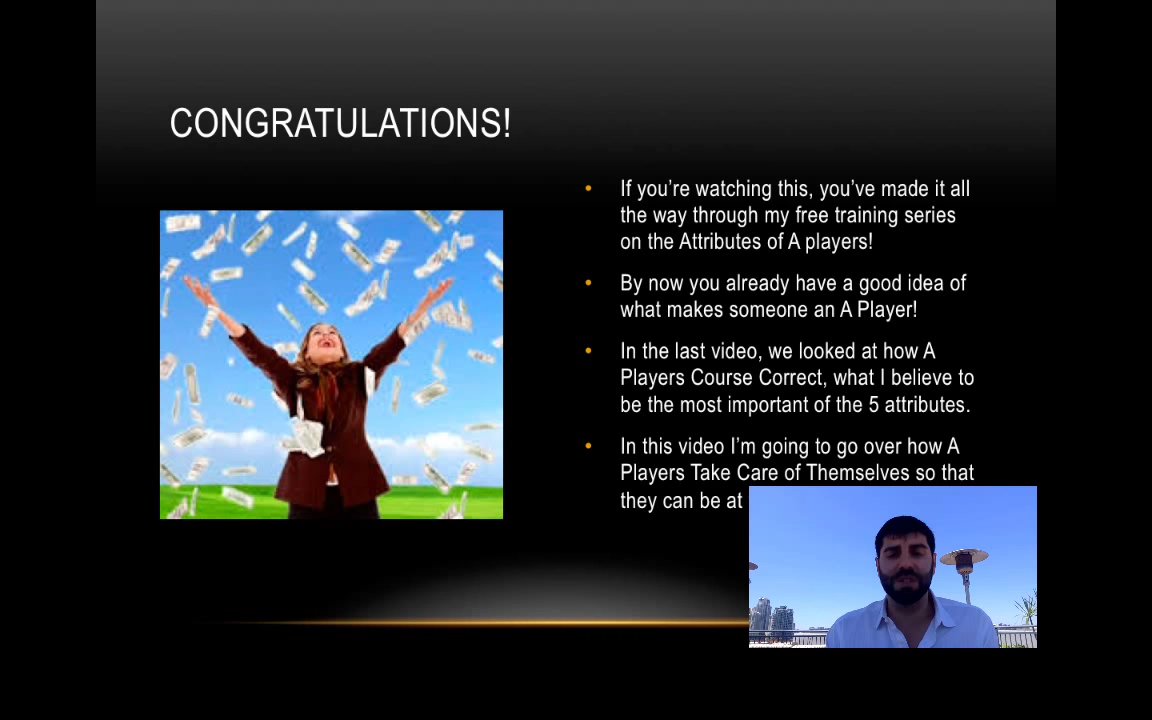 CONGRATULATIONS!
• If you’re watching this, you’ve made it all
the way through my free training series
on the Attributes of A players!
• By now you already have a good idea of
what makes someone an A Player!
• In the last video, we looked at how A
Players Course Correct, what I believe to
be the most important of the 5 attributes.
• In this video I’m going to go over how A
Players Take Care of Themselves so that
they can be at